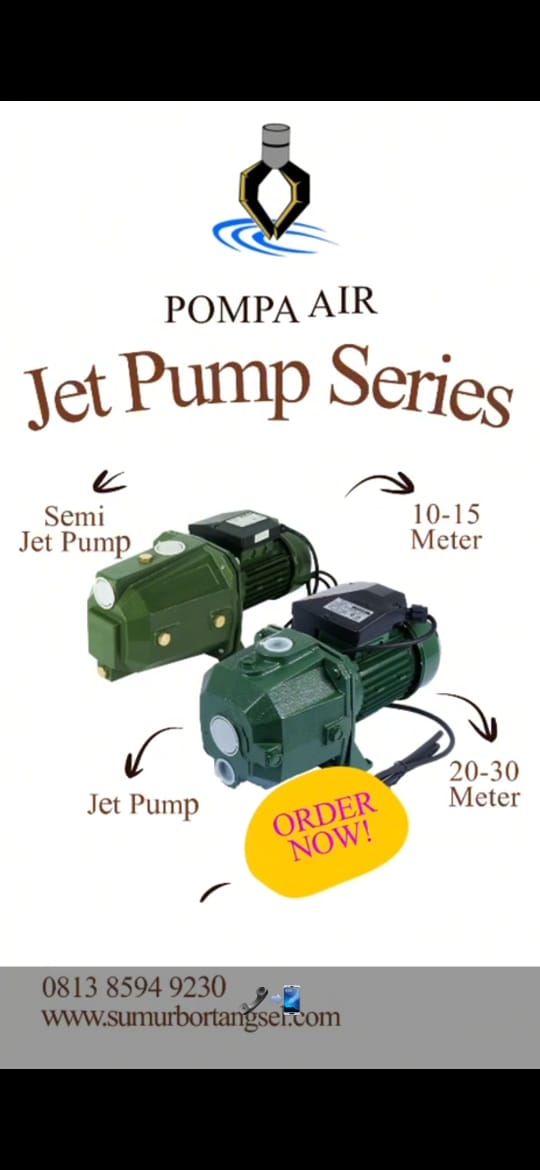 POMPA AIR
Jet Pump Series
Semi
Jet Pump
10-15
Meter
Jet Pump
20-30
Meter
ORDER
NOW!
0813 8594 9230
www.sumurbortangsel.com